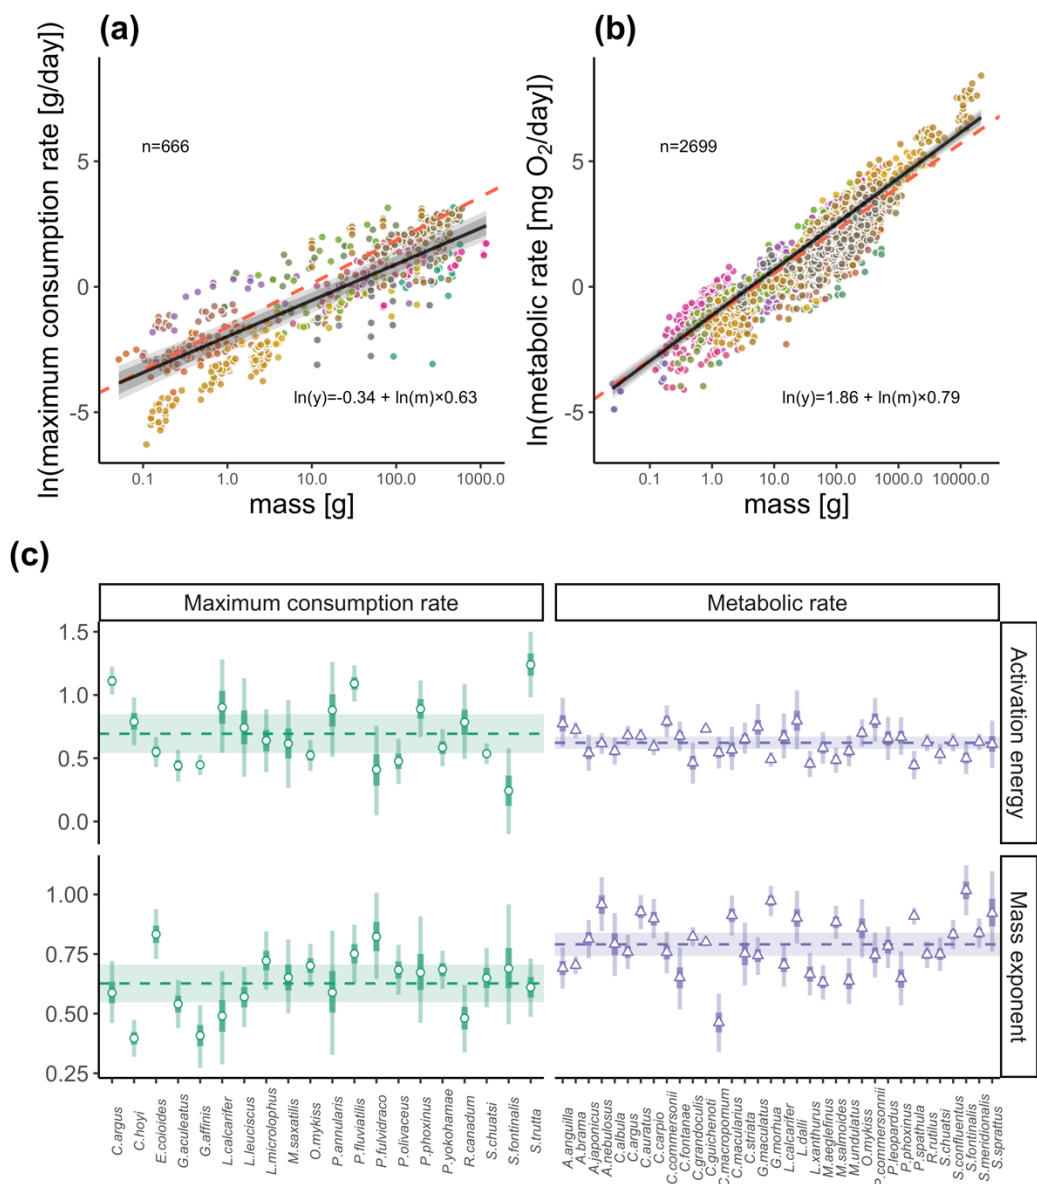 (a)
(b)
ln(maximum consumption rate [g/day])
n=666
5
0
-5
ln(y)=-0.34 + ln(m)×0.63
0.1 1.0 10.0 100.0 1000.0
mass [g]
ln(metabolic rate [mg O₂/day])
n=2699
5
0
-5
ln(y)=1.86 + ln(m)×0.79
0.1 1.0 10.0 100.0 1000.0 10000.0
mass [g]
(c)
Maximum consumption rate
Metabolic rate
1.5
1.0
0.5
0.0
Activation energy
1.00
0.75
0.50
0.25
Mass exponent
C.argus
C.hoyi
E.coioides
G.aculeatus
G.affinis
L.calcarifer
L.leuciscus
L.microlophus
M.saxatilis
O.mykiss
P.annularis
P.fluviatilis
P.fulvidraco
P.olivaceus
P.phoxinus
P.yokohamae
R.canadum
S.chuatsi
S.fontinalis
S.trutta
A.anguilla
A.brama
A.japonicus
A.nebulosus
C.albula
C.argus
C.auratus
C.carpio
C.commersonii
C.fontanae
C.grandoculis
C.guichenoti
C.macropomum
C.macularius
C.striata
G.maculatus
G.morhua
L.calcarifer
L.dalli
L.xanthurus
M.aeglefinus
M.salmoides
M.undulatus
O.mykiss
P.commersonnii
P.leopardus
P.phoxinus
P.spathula
R.rutilus
S.chuatsi
S.confluentus
S.fontinalis
S.meridionalis
S.sprattus